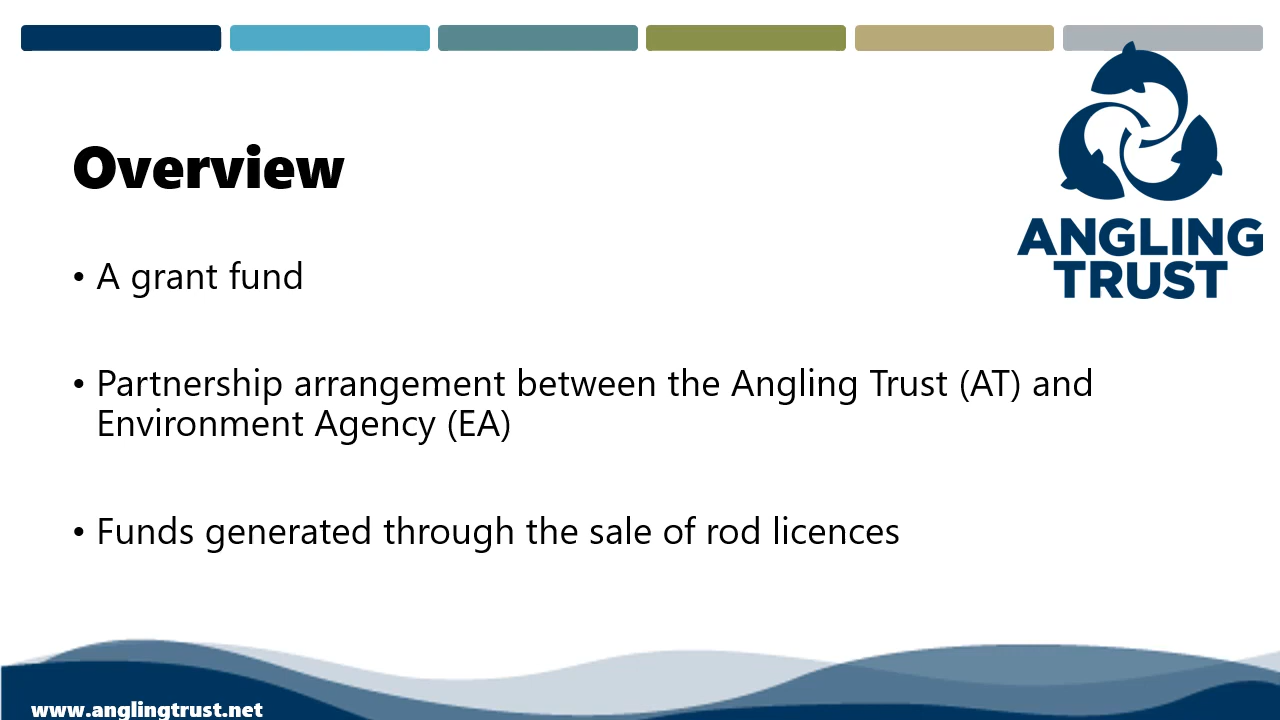 Overview
ANGLING
TRUST
• A grant fund
• Partnership arrangement between the Angling Trust (AT) and
Environment Agency (EA)
• Funds generated through the sale of rod licences
www.anglingtrust.net